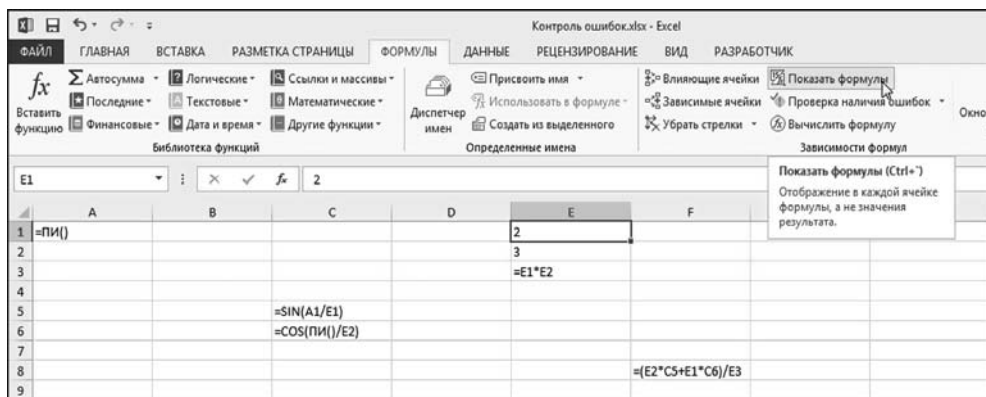 Контроль ошибок.xlsx - Excel
ФАЙЛ ГЛАВНАЯ ВСТАВКА РАЗМЕТКА СТРАНИЦЫ ФОРМУЛЫ ДАННЫЕ РЕЦЕНЗИРОВАНИЕ ВИД РАЗРАБОТЧИК
fx Вставить функцию
Σ Автосумма
Последние
Финансовые
Логические
Текстовые
Дата и время
Ссылки и массивы
Математические
Другие функции
Библиотека функций
Диспетчер имен
Присвоить имя
Использовать в формуле
Создать из выделенного
Определенные имена
Влияющие ячейки
Зависимые ячейки
Убрать стрелки
Показать формулы
Проверка наличия ошибок
Вычислить формулу
Зависимости формул
Окно
Показать формулы (Ctrl+`)
Отображение в каждой ячейке
формулы, а не значения
результата.
E1 fx 2
A B C D E F
1 =ПИ() 2
2 3
3 =E1*E2
4
5 =SIN(A1/E1)
6 =COS(ПИ()/E2)
7
8 =(E2*C5+E1*C6)/E3
9